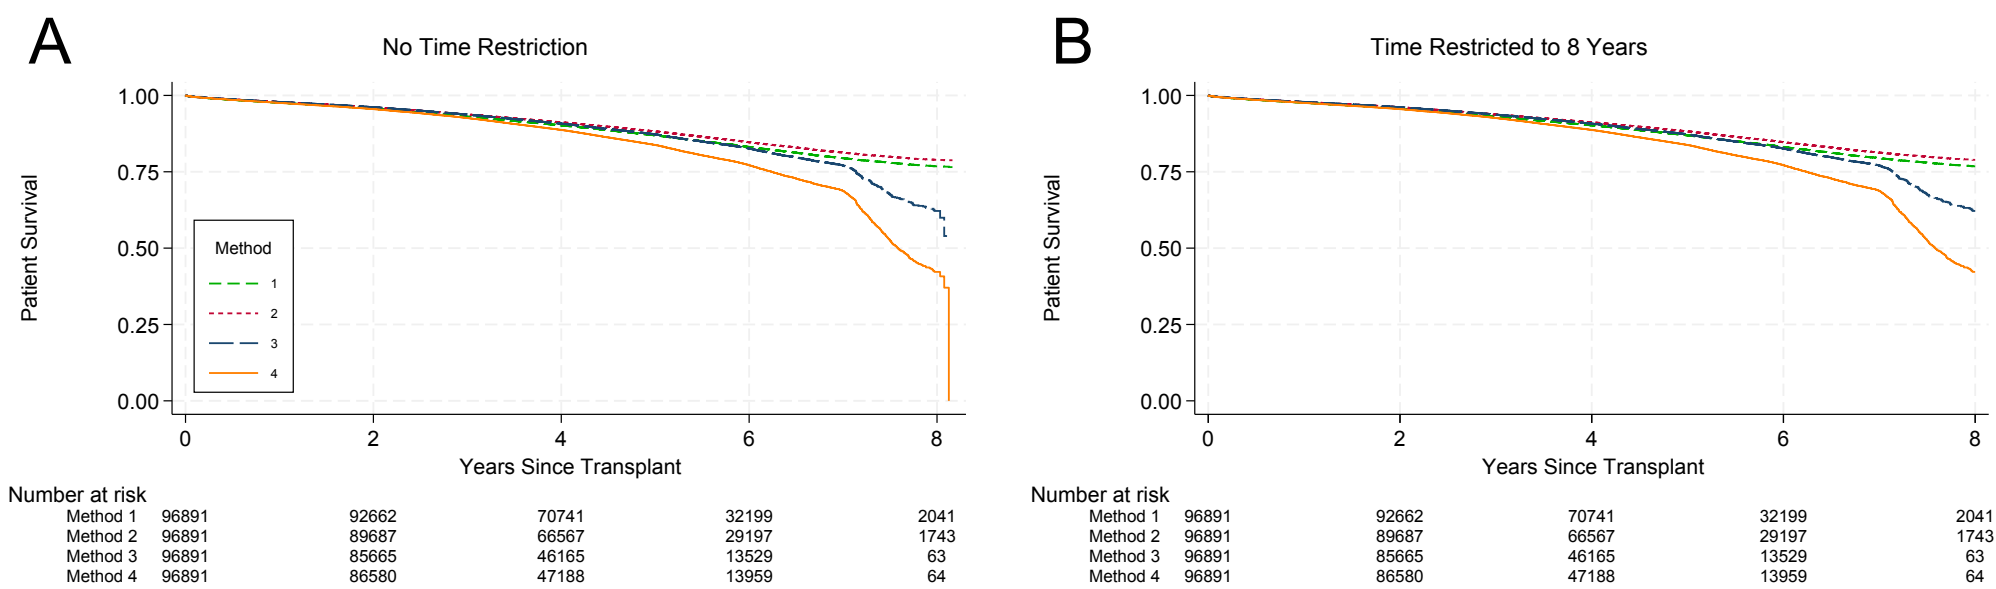 A
No Time Restriction
1.00
0.75
0.50
0.25
0.00
Patient Survival
Method
1
2
3
4
0 2 4 6 8
Years Since Transplant
Number at risk
Method 1 96891 92662 70741 32199 2041
Method 2 96891 89687 66567 29197 1743
Method 3 96891 85665 46165 13529 63
Method 4 96891 86580 47188 13959 64
B
Time Restricted to 8 Years
1.00
0.75
0.50
0.25
0.00
Patient Survival
0 2 4 6 8
Years Since Transplant
Number at risk
Method 1 96891 92662 70741 32199 2041
Method 2 96891 89687 66567 29197 1743
Method 3 96891 85665 46165 13529 63
Method 4 96891 86580 47188 13959 64